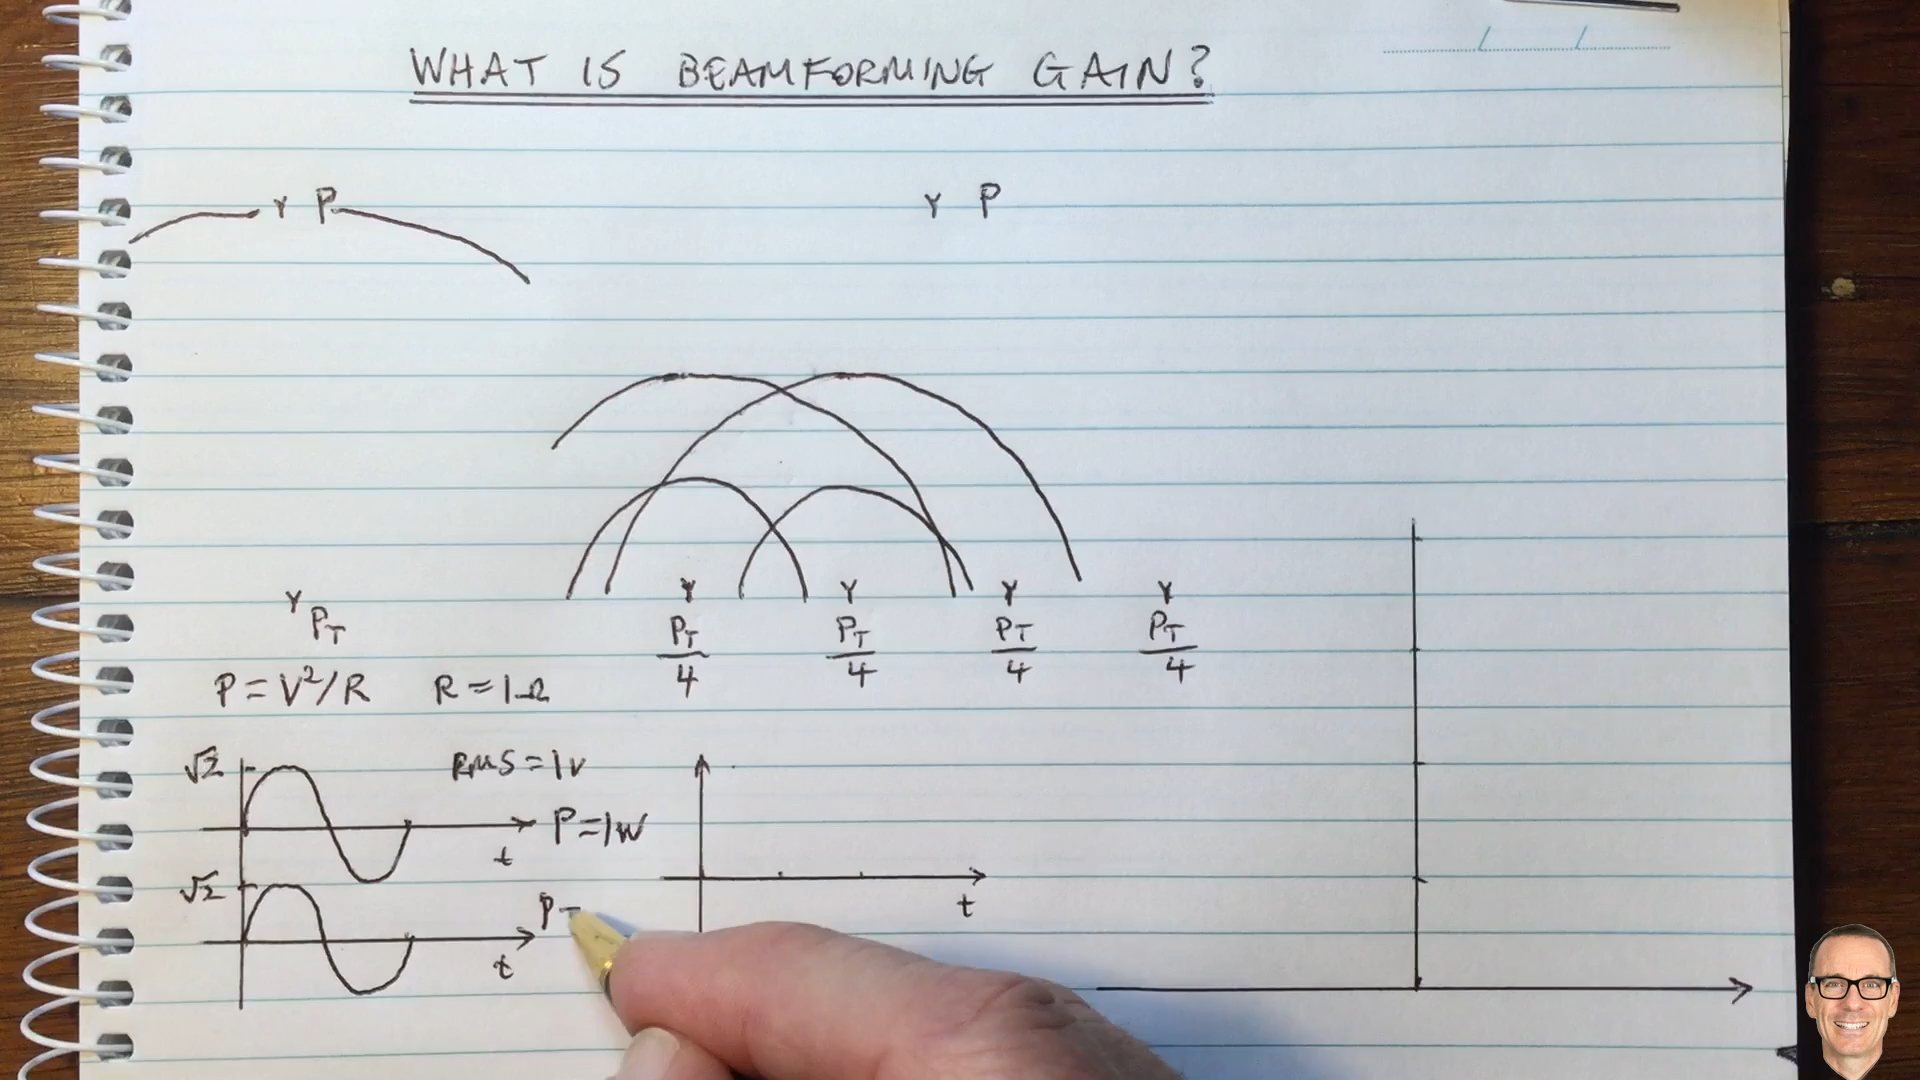 WHAT IS BEAMFORMING GAIN?
Y P Y P
Y P_T
Y Y Y Y
P_T/4 P_T/4 P_T/4 P_T/4
P = V²/R R = 1Ω
√2 RMS = 1V
P = 1W
t
√2 P =
t t